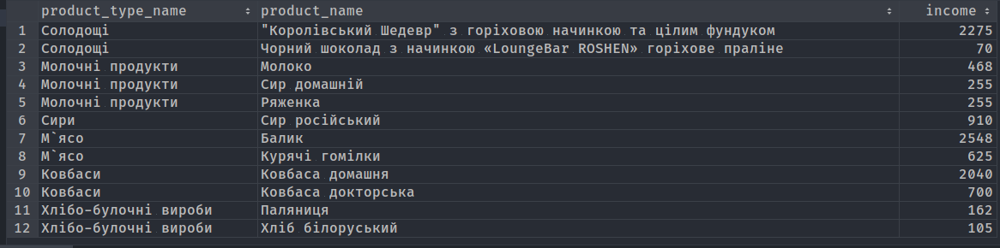 product_type_name product_name income
1 Солодощі "Королівський Шедевр" з горіховою начинкою та цілим фундуком 2275
2 Солодощі Чорний шоколад з начинкою «LoungeBar ROSHEN» горіхове праліне 70
3 Молочні продукти Молоко 468
4 Молочні продукти Сир домашній 255
5 Молочні продукти Ряженка 255
6 Сири Сир російський 910
7 М`ясо Балик 2548
8 М`ясо Курячі гомілки 625
9 Ковбаси Ковбаса домашня 2040
10 Ковбаси Ковбаса докторська 700
11 Хлібо-булочні вироби Паляниця 162
12 Хлібо-булочні вироби Хліб білоруський 105